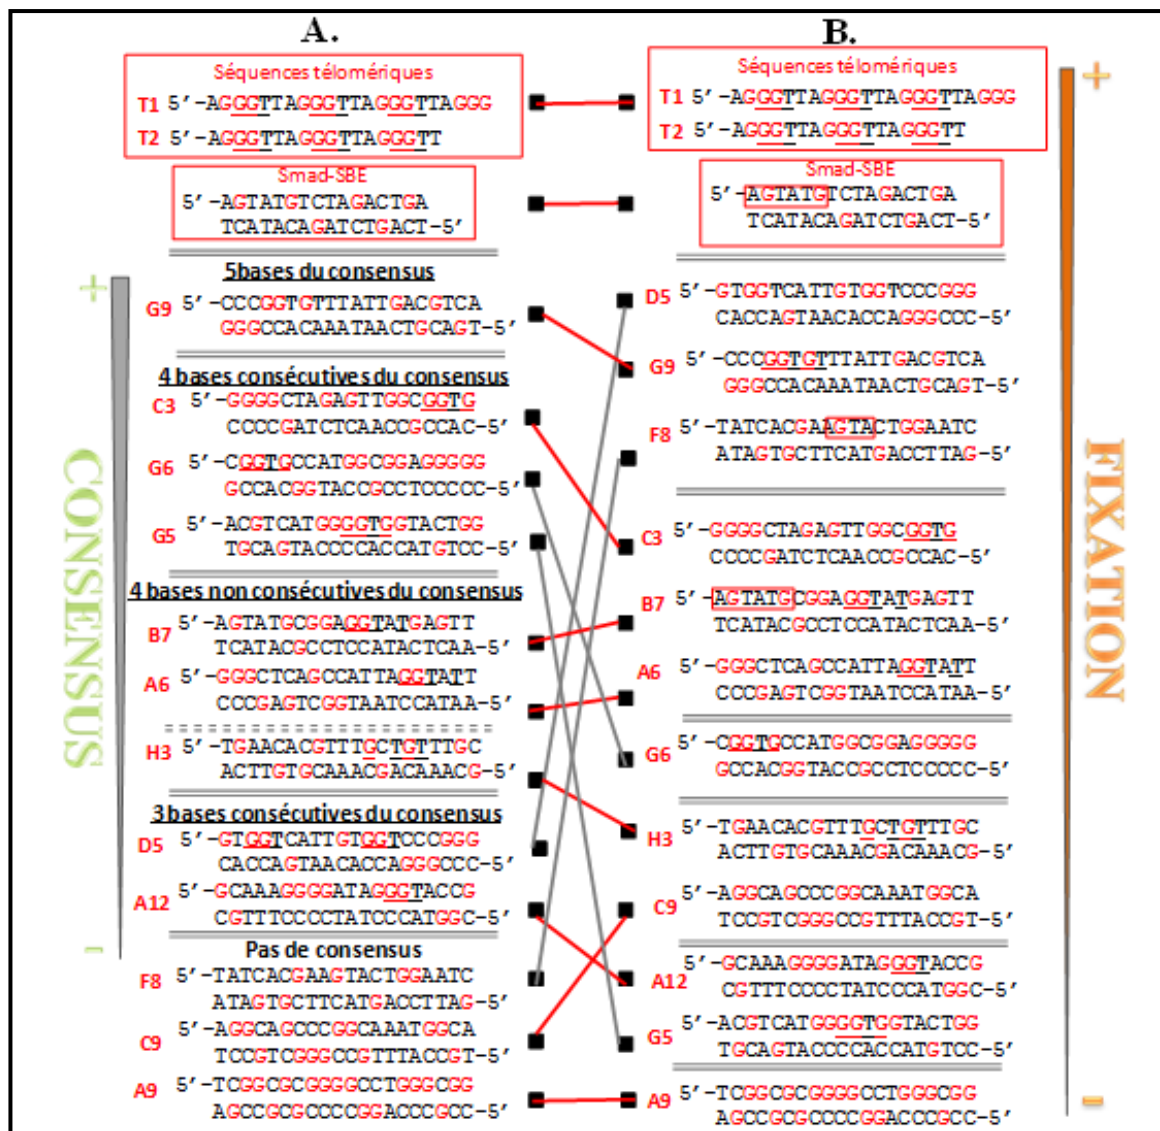 A.
Séquences télomériques
T1 5’-AGGGTTAGGGTTAGGGTTAGGG
T2 5’-AGGGTTAGGGTTAGGGTT
Smad-SBE
5’-AGTATGTCTAGACTGA
TCATACAGATCTGACT-5’
5bases du consensus
G9 5’-CCCGGTGTTTATTGACGTCA
GGGCCACAAATAACTGCAGT-5’
4 bases consécutives du consensus
C3 5’-GGGGCTAGAGTTGGCGGTG
CCCCGATCTCAACCGCCAC-5’
G6 5’-CGGTGCCATGGCGGAGGGGG
GCCACGGTACCGCCTCCCCC-5’
G5 5’-ACGTCATGGGGTGGTACTGG
TGCAGTACCCCACCATGTCC-5’
4 bases non consécutives du consensus
B7 5’-AGTATGCGGAGGTATGAGTT
TCATACGCCTCCATACTCAA-5’
A6 5’-GGGCTCAGCCATTAGGTATT
CCCGAGTCGGTAATCCATAA-5’
H3 5’-TGAACACGTTTGCTGTTTGC
ACTTGTGCAAACGACAAACG-5’
3 bases consécutives du consensus
D5 5’-GTGGTCATTGTGGTCCCGGG
CACCAGTAACACCAGGGCCC-5’
A12 5’-GCAAAGGGGATAGGGTACCG
CGTTTCCCCTATCCCATGGC-5’
Pas de consensus
F8 5’-TATCACGAAGTACTGGAATC
ATAGTGCTTCATGACCTTAG-5’
C9 5’-AGGCAGCCCGGCAAATGGCA
TCCGTCGGGCCGTTTACCGT-5’
A9 5’-TCGGCGCGGGGCCTGGGCGG
AGCCGCGCCCCGGACCCGCC-5’
CONSENSUS
+
-
B.
Séquences télomériques
T1 5’-AGGGTTAGGGTTAGGGTTAGGG
T2 5’-AGGGTTAGGGTTAGGGTT
Smad-SBE
5’-AGTATGTCTAGACTGA
TCATACAGATCTGACT-5’
D5 5’-GTGGTCATTGTGGTCCCGGG
CACCAGTAACACCAGGGCCC-5’
G9 5’-CCCGGTGTTTATTGACGTCA
GGGCCACAAATAACTGCAGT-5’
F8 5’-TATCACGAAGTACTGGAATC
ATAGTGCTTCATGACCTTAG-5’
C3 5’-GGGGCTAGAGTTGGCGGTG
CCCCGATCTCAACCGCCAC-5’
B7 5’-AGTATGCGGAGGTATGAGTT
TCATACGCCTCCATACTCAA-5’
A6 5’-GGGCTCAGCCATTAGGTATT
CCCGAGTCGGTAATCCATAA-5’
G6 5’-CGGTGCCATGGCGGAGGGGG
GCCACGGTACCGCCTCCCCC-5’
H3 5’-TGAACACGTTTGCTGTTTGC
ACTTGTGCAAACGACAAACG-5’
C9 5’-AGGCAGCCCGGCAAATGGCA
TCCGTCGGGCCGTTTACCGT-5’
A12 5’-GCAAAGGGGATAGGGTACCG
CGTTTCCCCTATCCCATGGC-5’
G5 5’-ACGTCATGGGGTGGTACTGG
TGCAGTACCCCACCATGTCC-5’
A9 5’-TCGGCGCGGGGCCTGGGCGG
AGCCGCGCCCCGGACCCGCC-5’
FIXATION
+
-